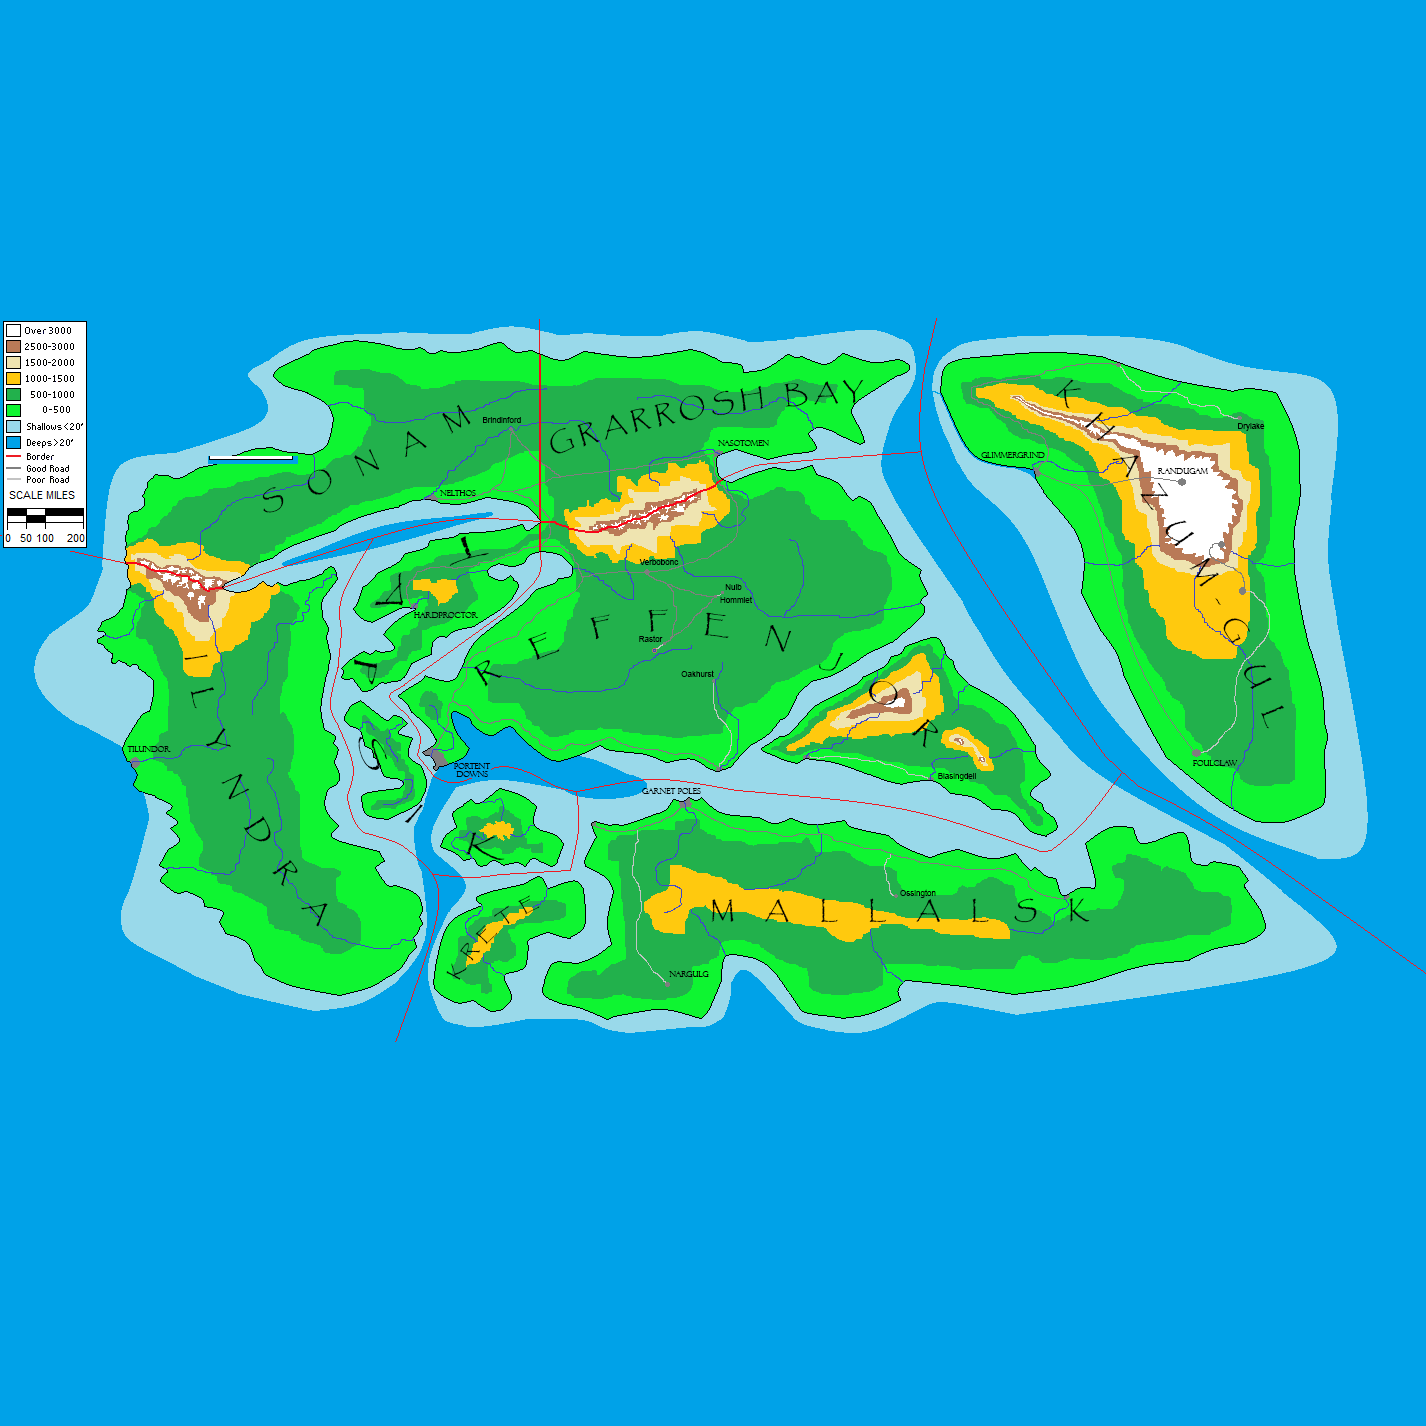 Over 3000
2500-3000
1500-2000
1000-1500
500-1000
0-500
Shallows <20'
Deeps >20'
Border
Good Road
Poor Road
SCALE MILES
0 50 100 200
SONAM
GRARROSH BAY
KHAZUM-GUL
Brindinford
NASOTOMEN
NELTHOS
Drylake
GLIMMERGRIND
RANDUGAM
Verbobonc
Nulb
Hommlet
HARDPROCTOR
Rastor
REFFENUOR
Oakhurst
ILYNDRA
TILUNDOR
PORTENT
DOWNS
GARNET POLES
Blasingdell
FOULCLAW
Ossington
MALLALSK
KRETE
NARGULG